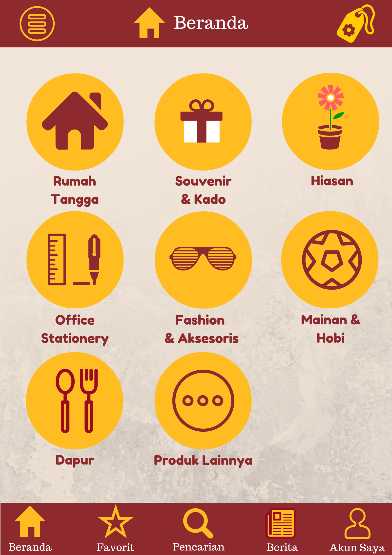 Beranda
Rumah
Tangga
Souvenir
& Kado
Hiasan
Office
Stationery
Fashion
& Aksesoris
Mainan &
Hobi
Dapur
Produk Lainnya
Beranda
Favorit
Pencarian
Berita
Akun Saya